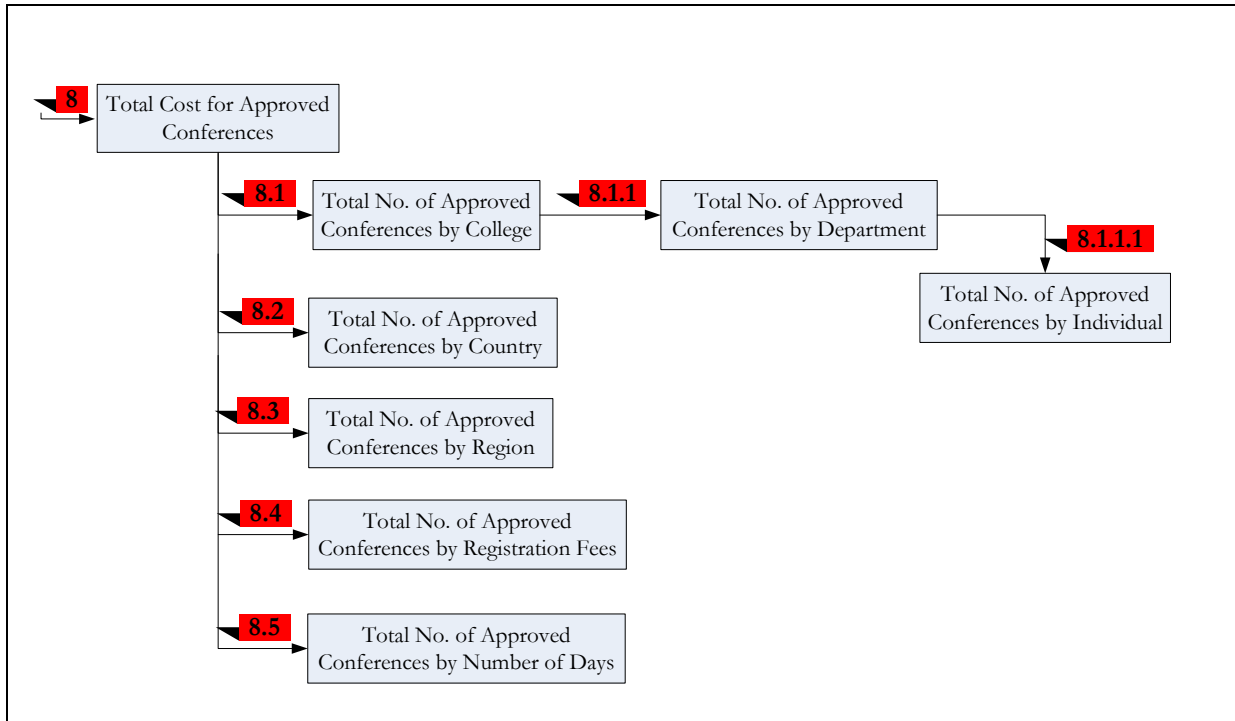 8
Total Cost for Approved
Conferences
8.1
Total No. of Approved
Conferences by College
8.1.1
Total No. of Approved
Conferences by Department
8.1.1.1
Total No. of Approved
Conferences by Individual
8.2
Total No. of Approved
Conferences by Country
8.3
Total No. of Approved
Conferences by Region
8.4
Total No. of Approved
Conferences by Registration Fees
8.5
Total No. of Approved
Conferences by Number of Days